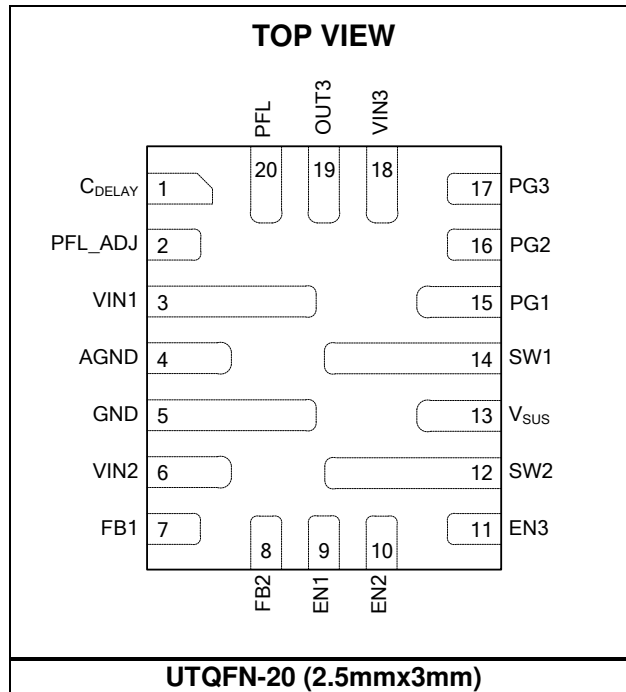 TOP VIEW
PFL
OUT3
VIN3
20
19
18
C_DELAY 1
17 PG3
PFL_ADJ 2
16 PG2
VIN1 3
15 PG1
AGND 4
14 SW1
GND 5
13 V_SUS
VIN2 6
12 SW2
FB1 7
11 EN3
8
9
10
FB2
EN1
EN2
UTQFN-20 (2.5mmx3mm)